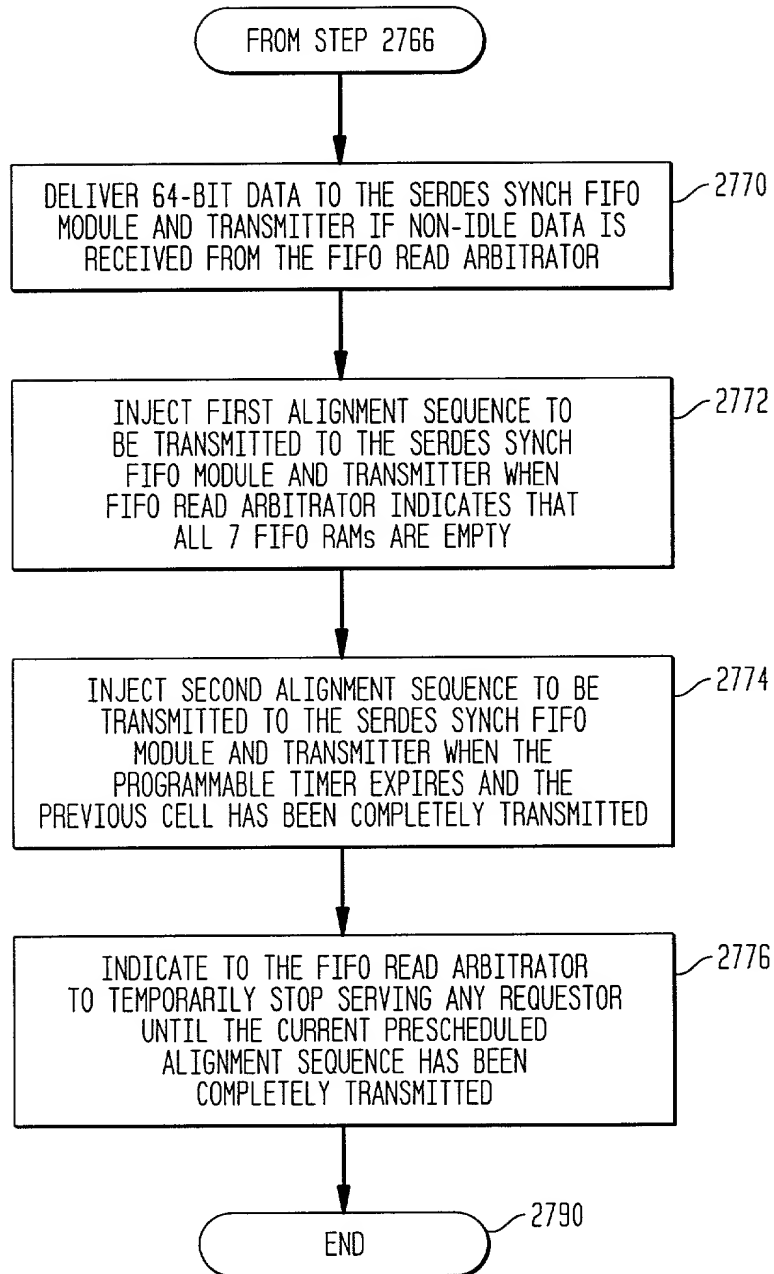 FROM STEP 2766
DELIVER 64-BIT DATA TO THE SERDES SYNCH FIFO
MODULE AND TRANSMITTER IF NON-IDLE DATA IS
RECEIVED FROM THE FIFO READ ARBITRATOR
2770
INJECT FIRST ALIGNMENT SEQUENCE TO
BE TRANSMITTED TO THE SERDES SYNCH
FIFO MODULE AND TRANSMITTER WHEN
FIFO READ ARBITRATOR INDICATES THAT
ALL 7 FIFO RAMs ARE EMPTY
2772
INJECT SECOND ALIGNMENT SEQUENCE TO BE
TRANSMITTED TO THE SERDES SYNCH FIFO
MODULE AND TRANSMITTER WHEN THE
PROGRAMMABLE TIMER EXPIRES AND THE
PREVIOUS CELL HAS BEEN COMPLETELY TRANSMITTED
2774
INDICATE TO THE FIFO READ ARBITRATOR
TO TEMPORARILY STOP SERVING ANY REQUESTOR
UNTIL THE CURRENT PRESCHEDULED
ALIGNMENT SEQUENCE HAS BEEN
COMPLETELY TRANSMITTED
2776
END
2790